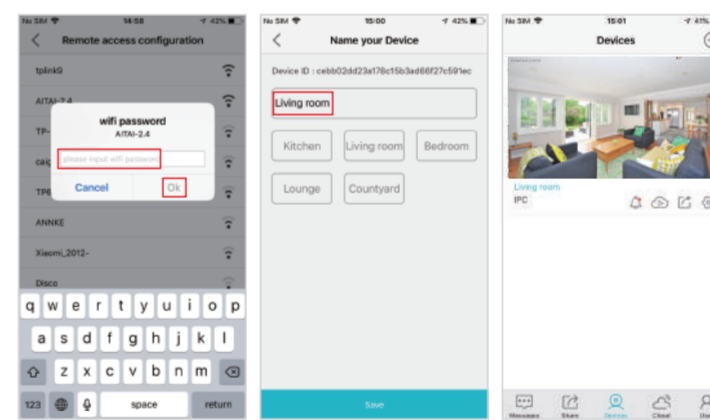 No SIM 14:58 42%
Remote access configuration
tplink9
AITAI-2.4
wifi password
AITAI-2.4
TP-
please input wifi password
Cancel Ok
TP6
ANNKE
Xiaomi_2012-
Disco
q w e r t y u i o p
a s d f g h j k l
z x c v b n m
123 space return
No SIM 15:00 42%
Name your Device
Device ID : cebb02dd23a176c15b3ad66f27c591ec
Living room
Kitchen Living room Bedroom
Lounge Countyard
Save
No SIM 15:01 41%
Devices
Living room
IPC
Messages Share Devices Cloud